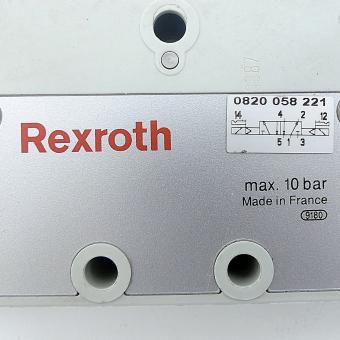 0820 058 221
14 4 2 12
5 1 3
Rexroth
max. 10 bar
Made in France
9180